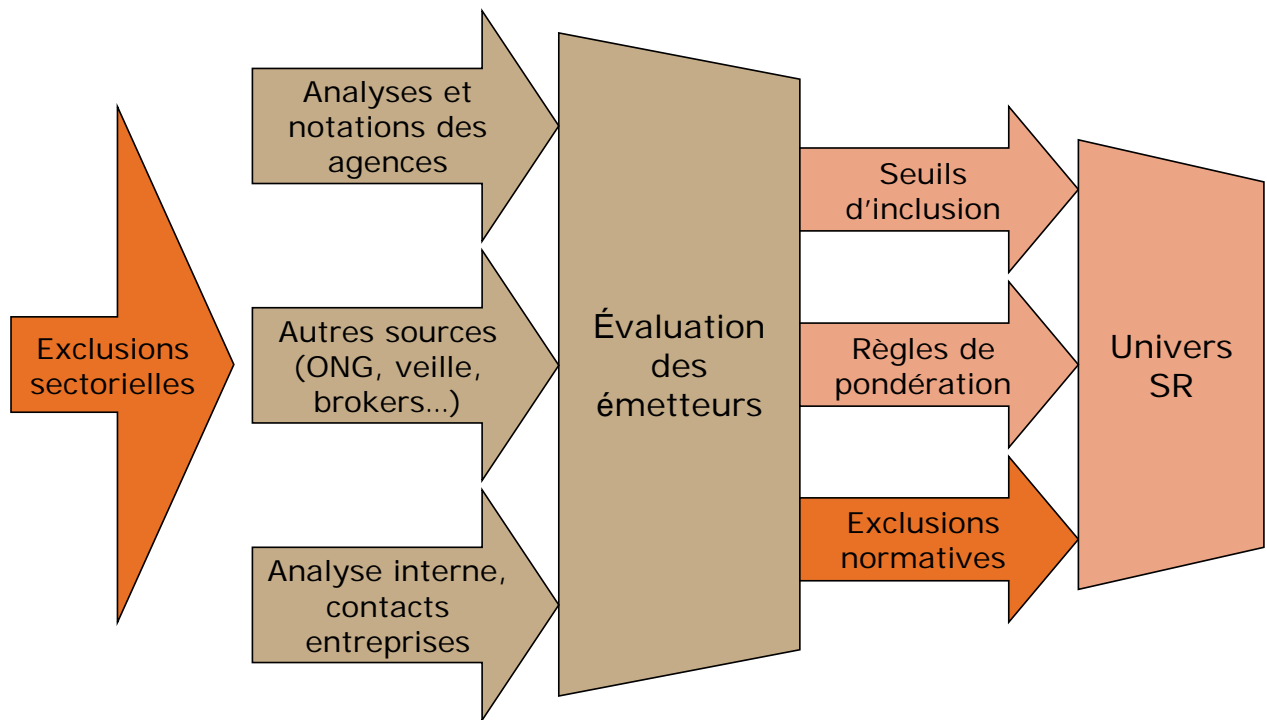 Exclusions
sectorielles
Analyses et
notations des
agences
Autres sources
(ONG, veille,
brokers…)
Analyse interne,
contacts
entreprises
Évaluation
des
émetteurs
Seuils
d’inclusion
Règles de
pondération
Exclusions
normatives
Univers
SR